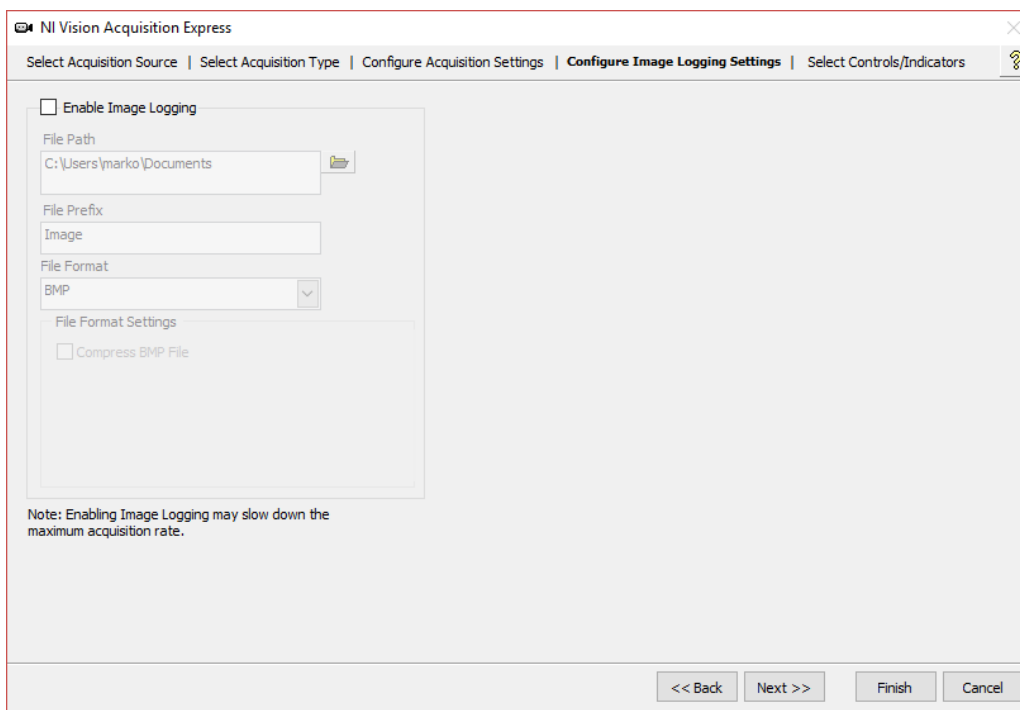 NI Vision Acquisition Express
Select Acquisition Source | Select Acquisition Type | Configure Acquisition Settings | Configure Image Logging Settings | Select Controls/Indicators
Enable Image Logging
File Path
C:\Users\marko\Documents
File Prefix
Image
File Format
BMP
File Format Settings
Compress BMP File
Note: Enabling Image Logging may slow down the
maximum acquisition rate.
<< Back Next >> Finish Cancel